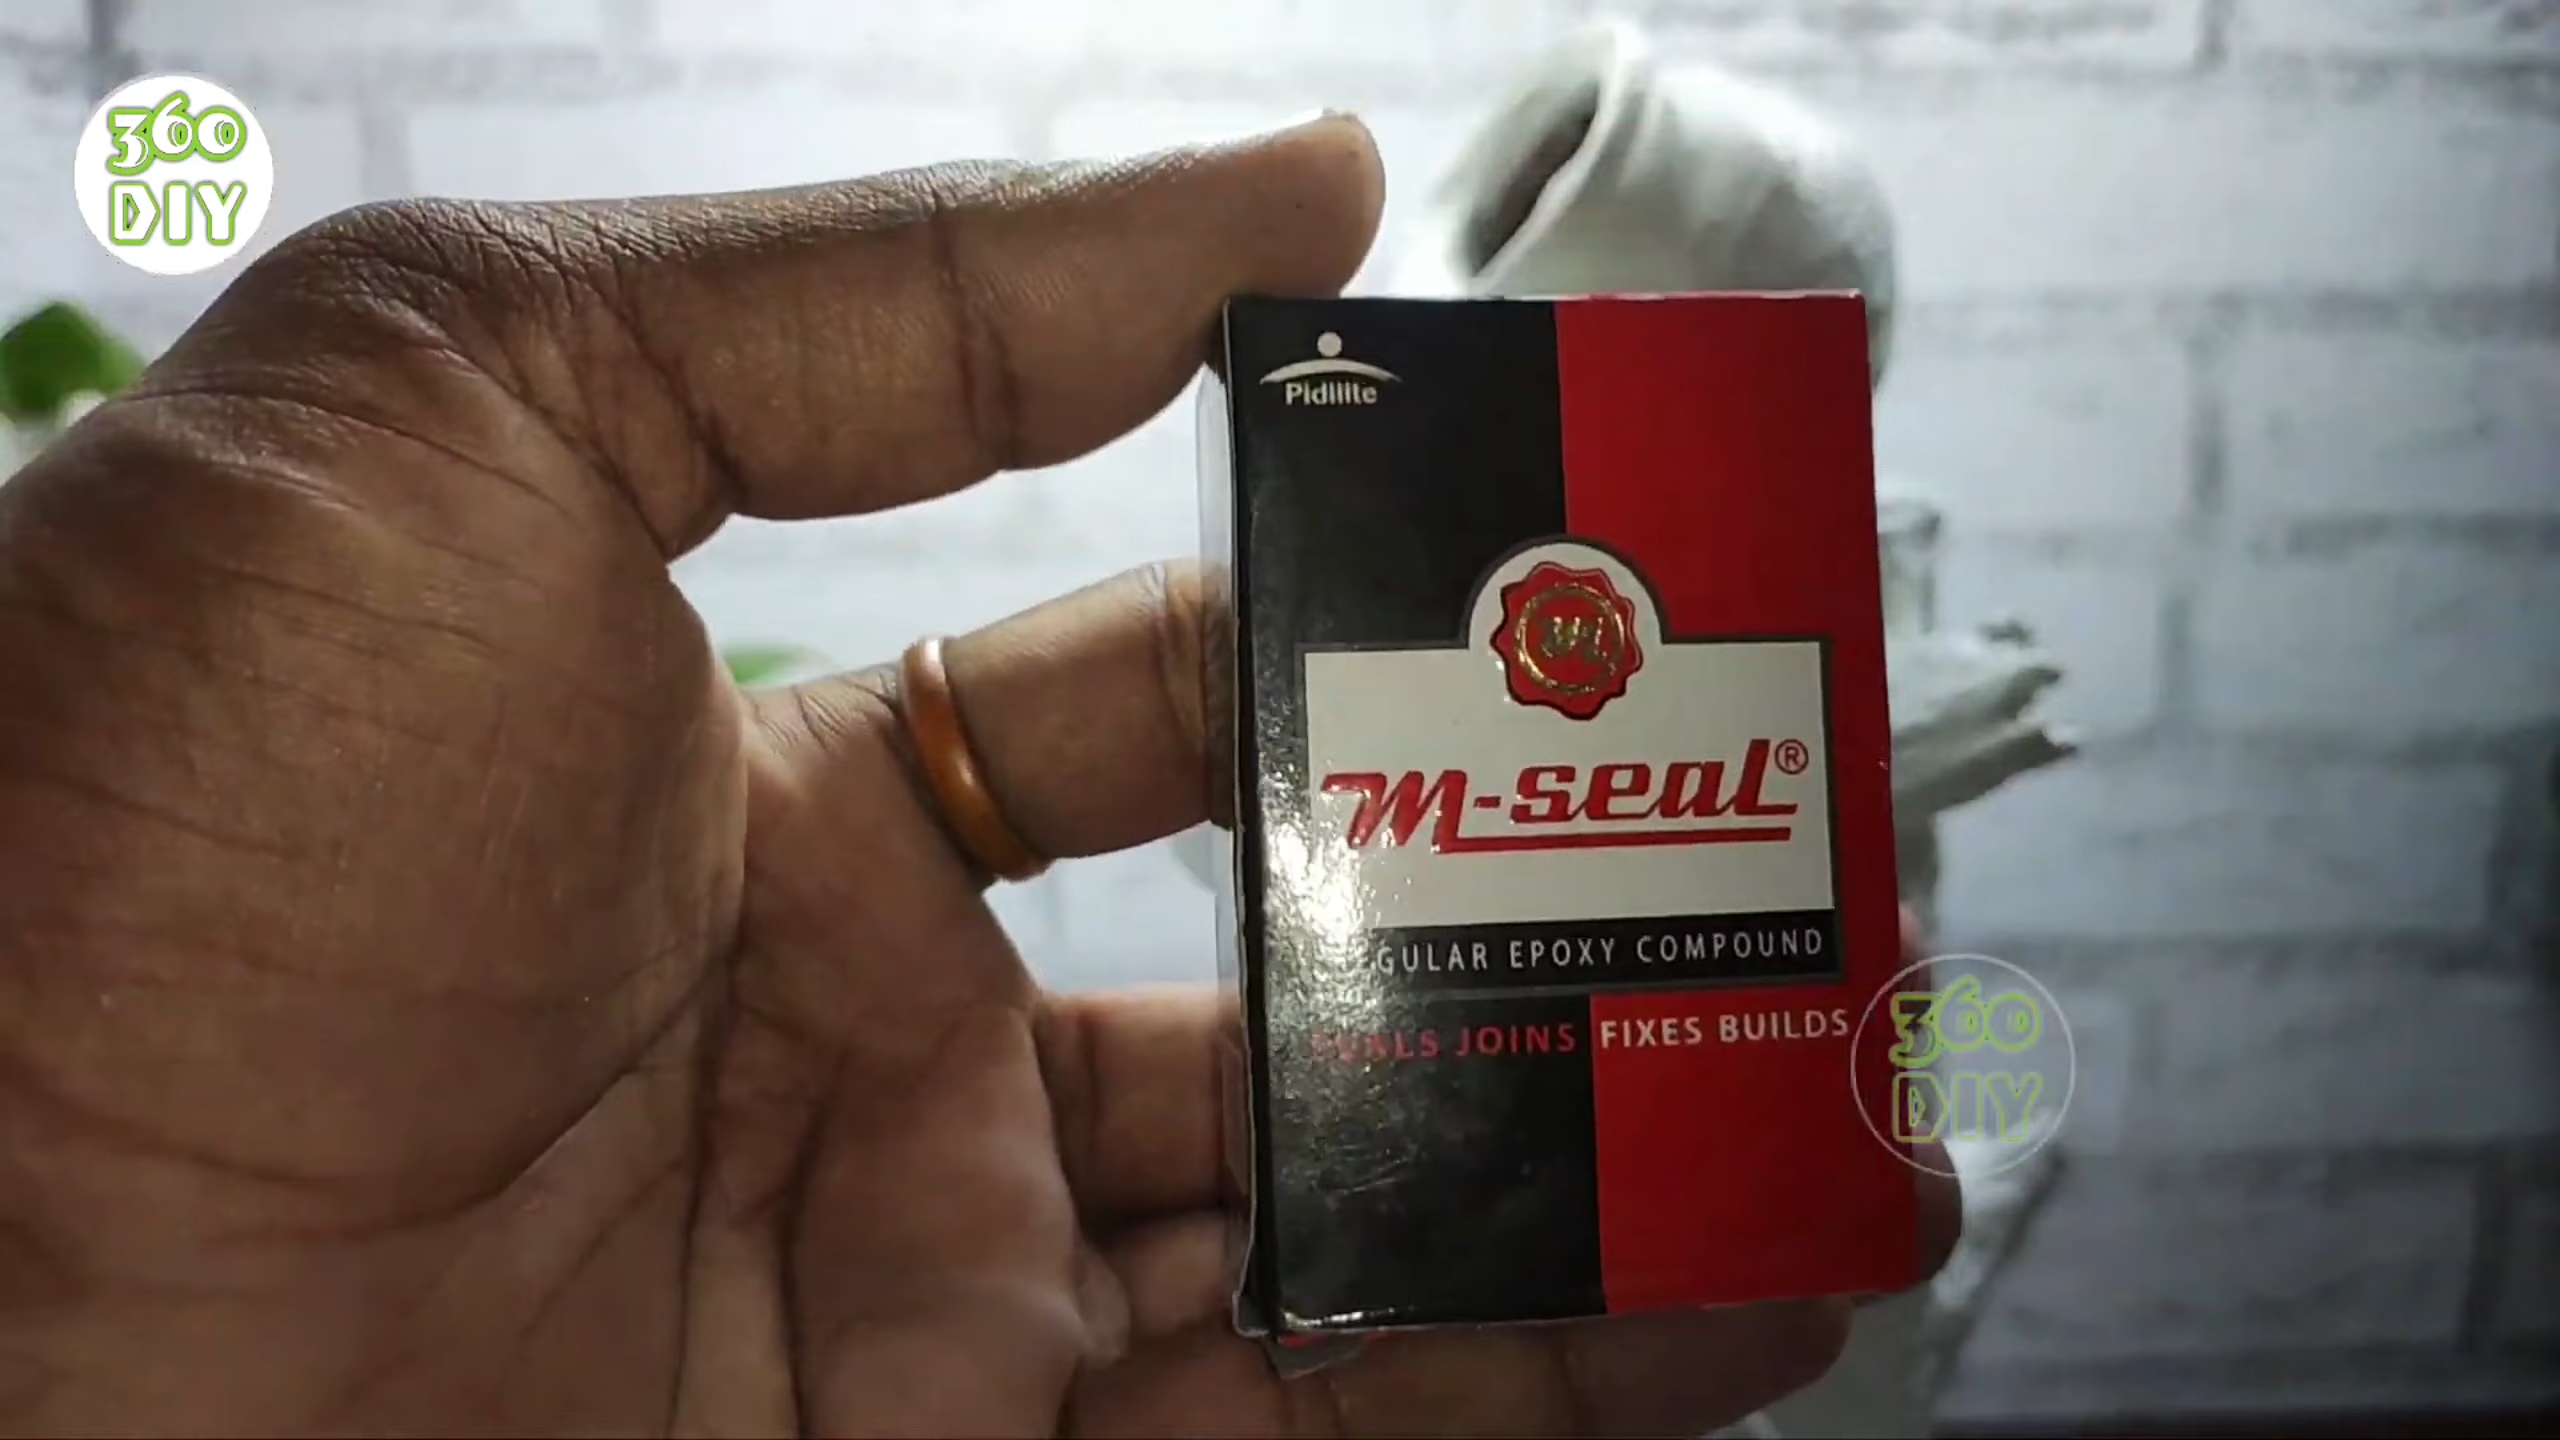 360
DIY
Pidilite
m-seal®
GULAR EPOXY COMPOUND
JOINS FIXES BUILDS
360
DIY